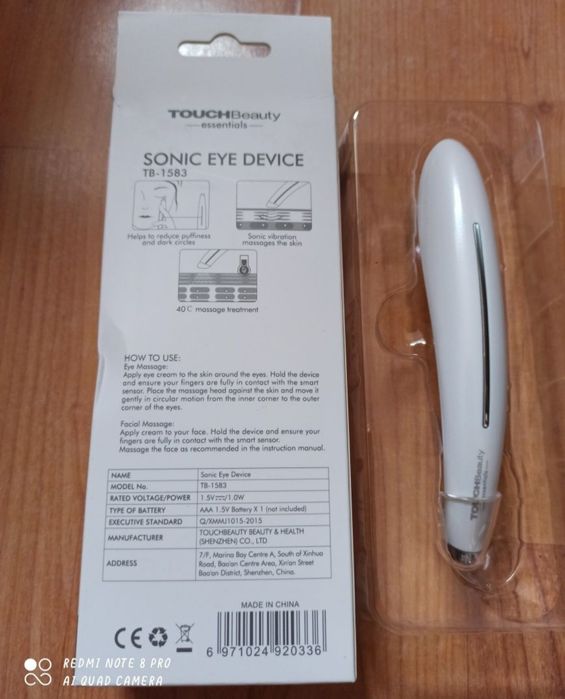 TOUCHBeauty
essentials
SONIC EYE DEVICE
TB-1583
Helps to reduce puffiness
and dark circles
Sonic vibration
massages the skin
40℃ massage treatment
HOW TO USE:
Eye Massage:
Apply eye cream to the skin around the eyes. Hold the device
and ensure your fingers are fully in contact with the smart
sensor. Place the massage head against the skin and move it
gently in circular motion from the inner corner to the outer
corner of the eyes.
Facial Massage:
Apply cream to your face. Hold the device and ensure your
fingers are fully in contact with the smart sensor.
Massage the face as recommended in the instruction manual.
NAME Sonic Eye Device
MODEL No. TB-1583
RATED VOLTAGE/POWER 1.5V⎓/1.0W
TYPE OF BATTERY AAA 1.5V Battery X 1 (not included)
EXECUTIVE STANDARD Q/XMMJ1015-2015
MANUFACTURER TOUCHBEAUTY BEAUTY & HEALTH
(SHENZHEN) CO., LTD
ADDRESS 7/F, Marina Bay Centre A, South of Xinhua
Road, Bao'an Centre Area, Xin'an Street
Bao'an District, Shenzhen, China.
MADE IN CHINA
CE
6 971024 920336
TOUCHBeauty
essentials
REDMI NOTE 8 PRO
AI QUAD CAMERA